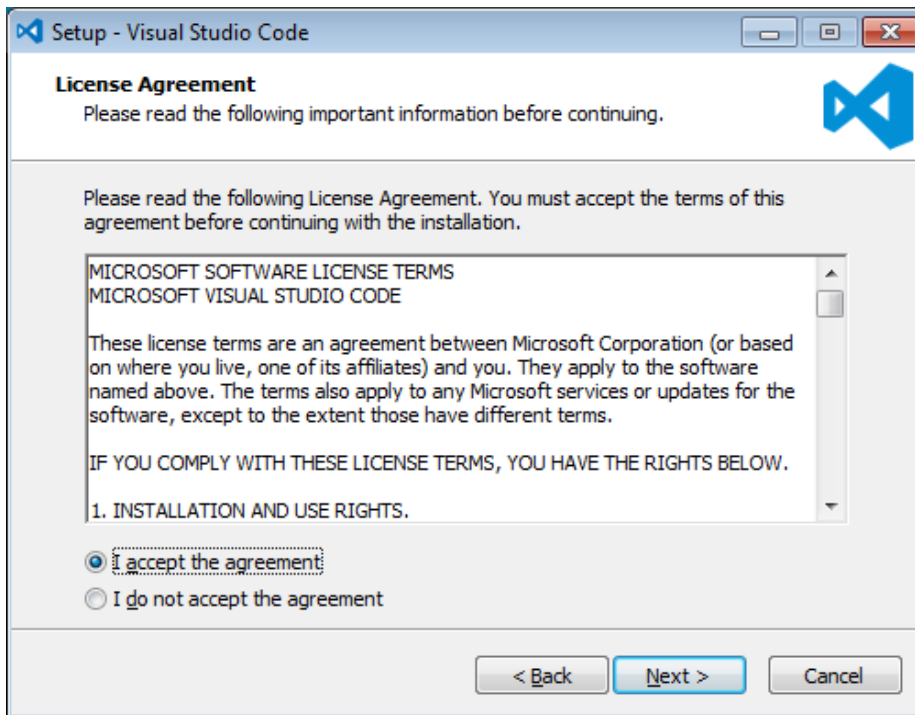 Setup - Visual Studio Code
License Agreement
Please read the following important information before continuing.
Please read the following License Agreement. You must accept the terms of this
agreement before continuing with the installation.
MICROSOFT SOFTWARE LICENSE TERMS
MICROSOFT VISUAL STUDIO CODE
These license terms are an agreement between Microsoft Corporation (or based
on where you live, one of its affiliates) and you. They apply to the software
named above. The terms also apply to any Microsoft services or updates for the
software, except to the extent those have different terms.
IF YOU COMPLY WITH THESE LICENSE TERMS, YOU HAVE THE RIGHTS BELOW.
1. INSTALLATION AND USE RIGHTS.
I accept the agreement
I do not accept the agreement
< Back
Next >
Cancel